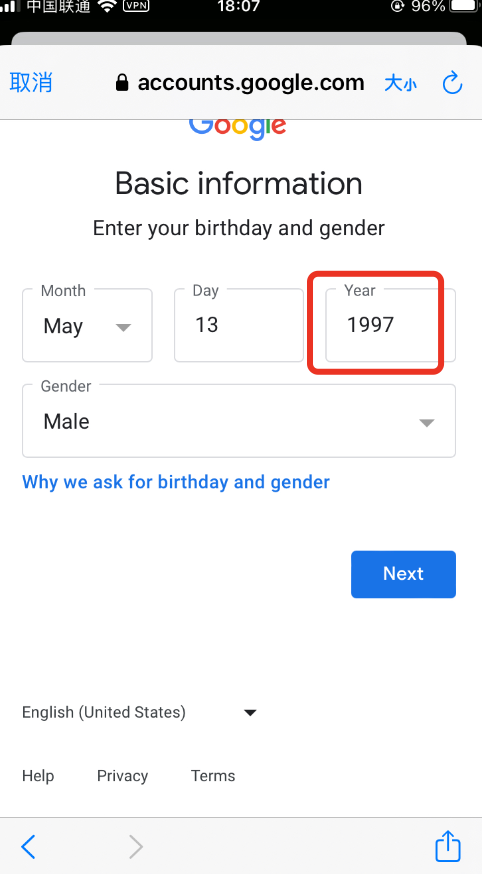 中国联通 VPN 18:07 96%
取消 accounts.google.com 大小
Google
Basic information
Enter your birthday and gender
Month Day Year
May 13 1997
Gender
Male
Why we ask for birthday and gender
Next
English (United States)
Help Privacy Terms